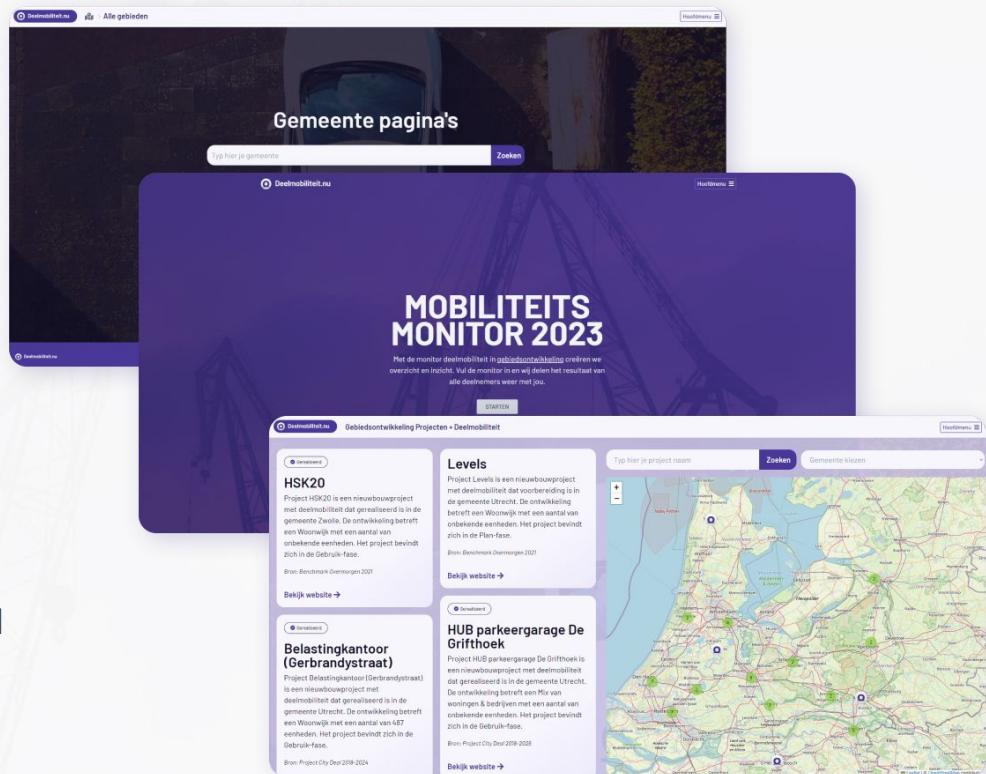 Deelmobiliteit.nu
Alle gebieden
Hoofdmenu
Gemeente pagina's
Typ hier je gemeente
Zoeken
Deelmobiliteit.nu
Deelmobiliteit.nu
Hoofdmenu
MOBILITEITS
MONITOR 2023
Met de monitor deelmobiliteit in gebiedsontwikkeling creëren we
overzicht en inzicht. Vul de monitor in en wij delen het resultaat van
alle deelnemers weer met jou.
STARTEN
Deelmobiliteit.nu
Gebiedsontwikkeling Projecten + Deelmobiliteit
Hoofdmenu
Gerealiseerd
HSK20
Project HSK20 is een nieuwbouwproject
met deelmobiliteit dat gerealiseerd is in de
gemeente Zwolle. De ontwikkeling betreft
een Woonwijk met een aantal van
onbekende eenheden. Het project bevindt
zich in de Gebruik-fase.
Bron: Benchmark Overmorgen 2021
Bekijk website →
Gerealiseerd
Belastingkantoor
(Gerbrandystraat)
Project Belastingkantoor (Gerbrandystraat)
is een nieuwbouwproject met
deelmobiliteit dat gerealiseerd is in de
gemeente Utrecht. De ontwikkeling betreft
een Woonwijk met een aantal van 487
eenheden. Het project bevindt zich in de
Gebruik-fase.
Bron: Project City Deal 2018-2024
Levels
Project Levels is een nieuwbouwproject
met deelmobiliteit dat voorbereiding is in
de gemeente Utrecht. De ontwikkeling
betreft een Woonwijk met een aantal van
onbekende eenheden. Het project bevindt
zich in de Plan-fase.
Bron: Benchmark Overmorgen 2021
Bekijk website →
Gerealiseerd
HUB parkeergarage De
Grifthoek
Project HUB parkeergarage De Grifthoek is
een nieuwbouwproject met deelmobiliteit
dat gerealiseerd is in de gemeente Utrecht.
De ontwikkeling betreft een Mix van
woningen & bedrijven met een aantal van
onbekende eenheden. Het project bevindt
zich in de Gebruik-fase.
Bron: Project City Deal 2018-2028
Bekijk website →
Typ hier je project naam
Zoeken
Gemeente kiezen
+
−